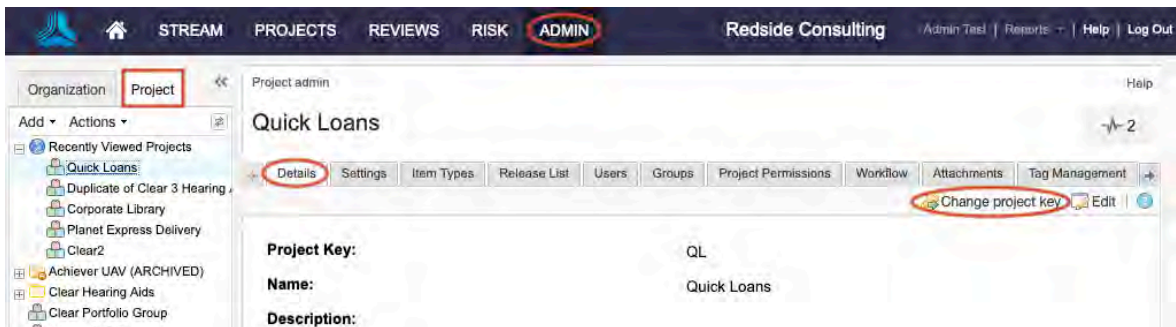 STREAM PROJECTS REVIEWS RISK ADMIN Redside Consulting Admin Test | Reports | Help | Log Out
Organization Project
Project admin Help
Add Actions
Quick Loans 2
Recently Viewed Projects
Quick Loans
Duplicate of Clear 3 Hearing
Corporate Library
Planet Express Delivery
Clear2
Achiever UAV (ARCHIVED)
Clear Hearing Aids
Clear Portfolio Group
Details Settings Item Types Release List Users Groups Project Permissions Workflow Attachments Tag Management
Change project key Edit
Project Key: QL
Name: Quick Loans
Description: